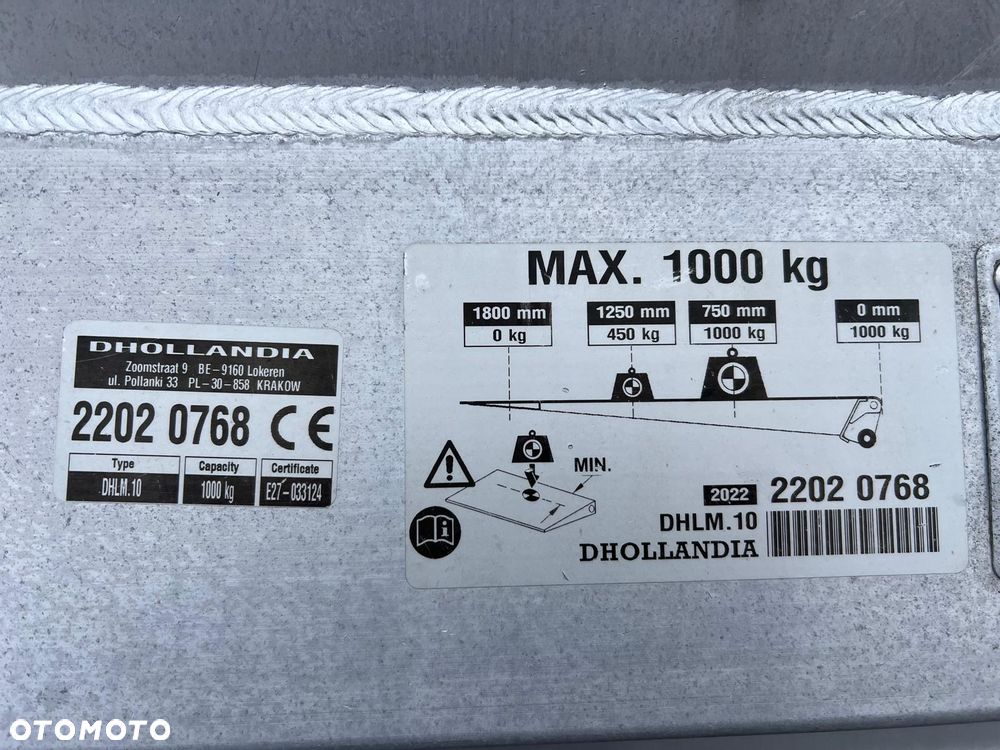 DHOLLANDIA
Zoomstraat 9 BE-9160 Lokeren
ul. Pollanki 33 PL-30-858 KRAKOW
2202 0768 CE
Type Capacity Certificate
DHLM.10 1000 kg E27-033124
MAX. 1000 kg
1800 mm 1250 mm 750 mm 0 mm
0 kg 450 kg 1000 kg 1000 kg
MIN.
2022 2202 0768
DHLM.10
DHOLLANDIA
OTOMOTO